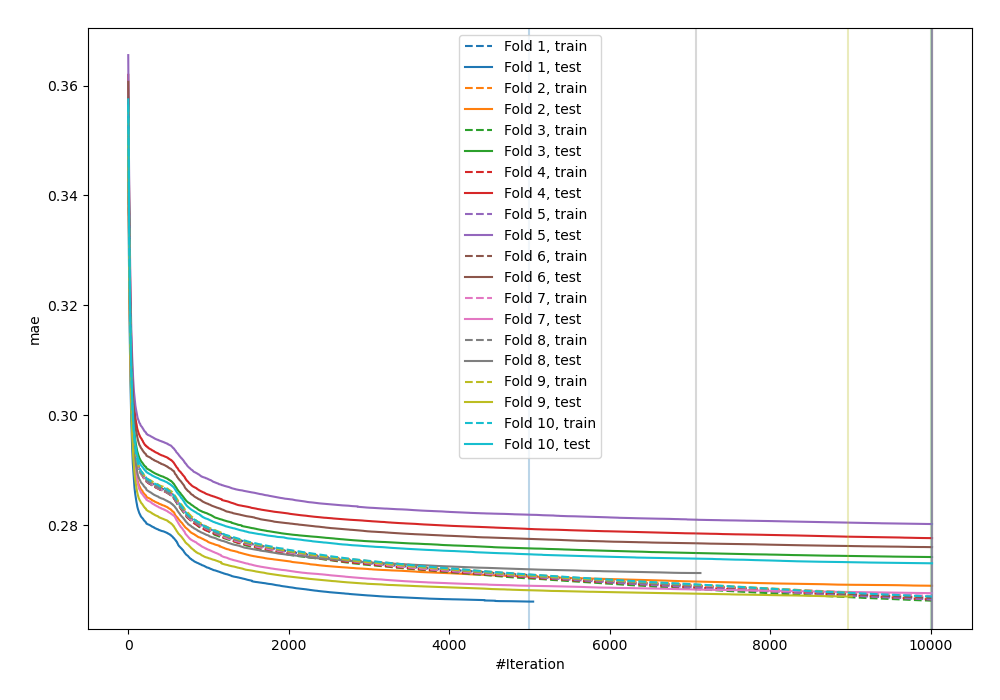 0.36
0.34
0.32
0.30
0.28
mae
0
2000
4000
6000
8000
10000
#Iteration
Fold 1, train
Fold 1, test
Fold 2, train
Fold 2, test
Fold 3, train
Fold 3, test
Fold 4, train
Fold 4, test
Fold 5, train
Fold 5, test
Fold 6, train
Fold 6, test
Fold 7, train
Fold 7, test
Fold 8, train
Fold 8, test
Fold 9, train
Fold 9, test
Fold 10, train
Fold 10, test